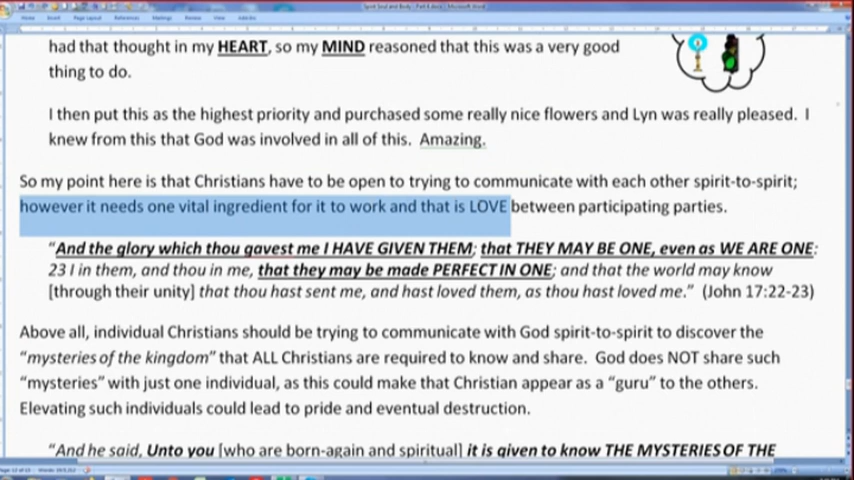 Home Insert Page Layout References Mailings Review View Add-Ins
had that thought in my HEART, so my MIND reasoned that this was a very good
thing to do.
I then put this as the highest priority and purchased some really nice flowers and Lyn was really pleased. I
knew from this that God was involved in all of this. Amazing.
So my point here is that Christians have to be open to trying to communicate with each other spirit-to-spirit;
however it needs one vital ingredient for it to work and that is LOVE between participating parties.
“And the glory which thou gavest me I HAVE GIVEN THEM; that THEY MAY BE ONE, even as WE ARE ONE:
23 I in them, and thou in me, that they may be made PERFECT IN ONE; and that the world may know
[through their unity] that thou hast sent me, and hast loved them, as thou hast loved me.” (John 17:22-23)
Above all, individual Christians should be trying to communicate with God spirit-to-spirit to discover the
“mysteries of the kingdom” that ALL Christians are required to know and share. God does NOT share such
“mysteries” with just one individual, as this could make that Christian appear as a “guru” to the others.
Elevating such individuals could lead to pride and eventual destruction.
“And he said, Unto you [who are born-again and spiritual] it is given to know THE MYSTERIES OF THE